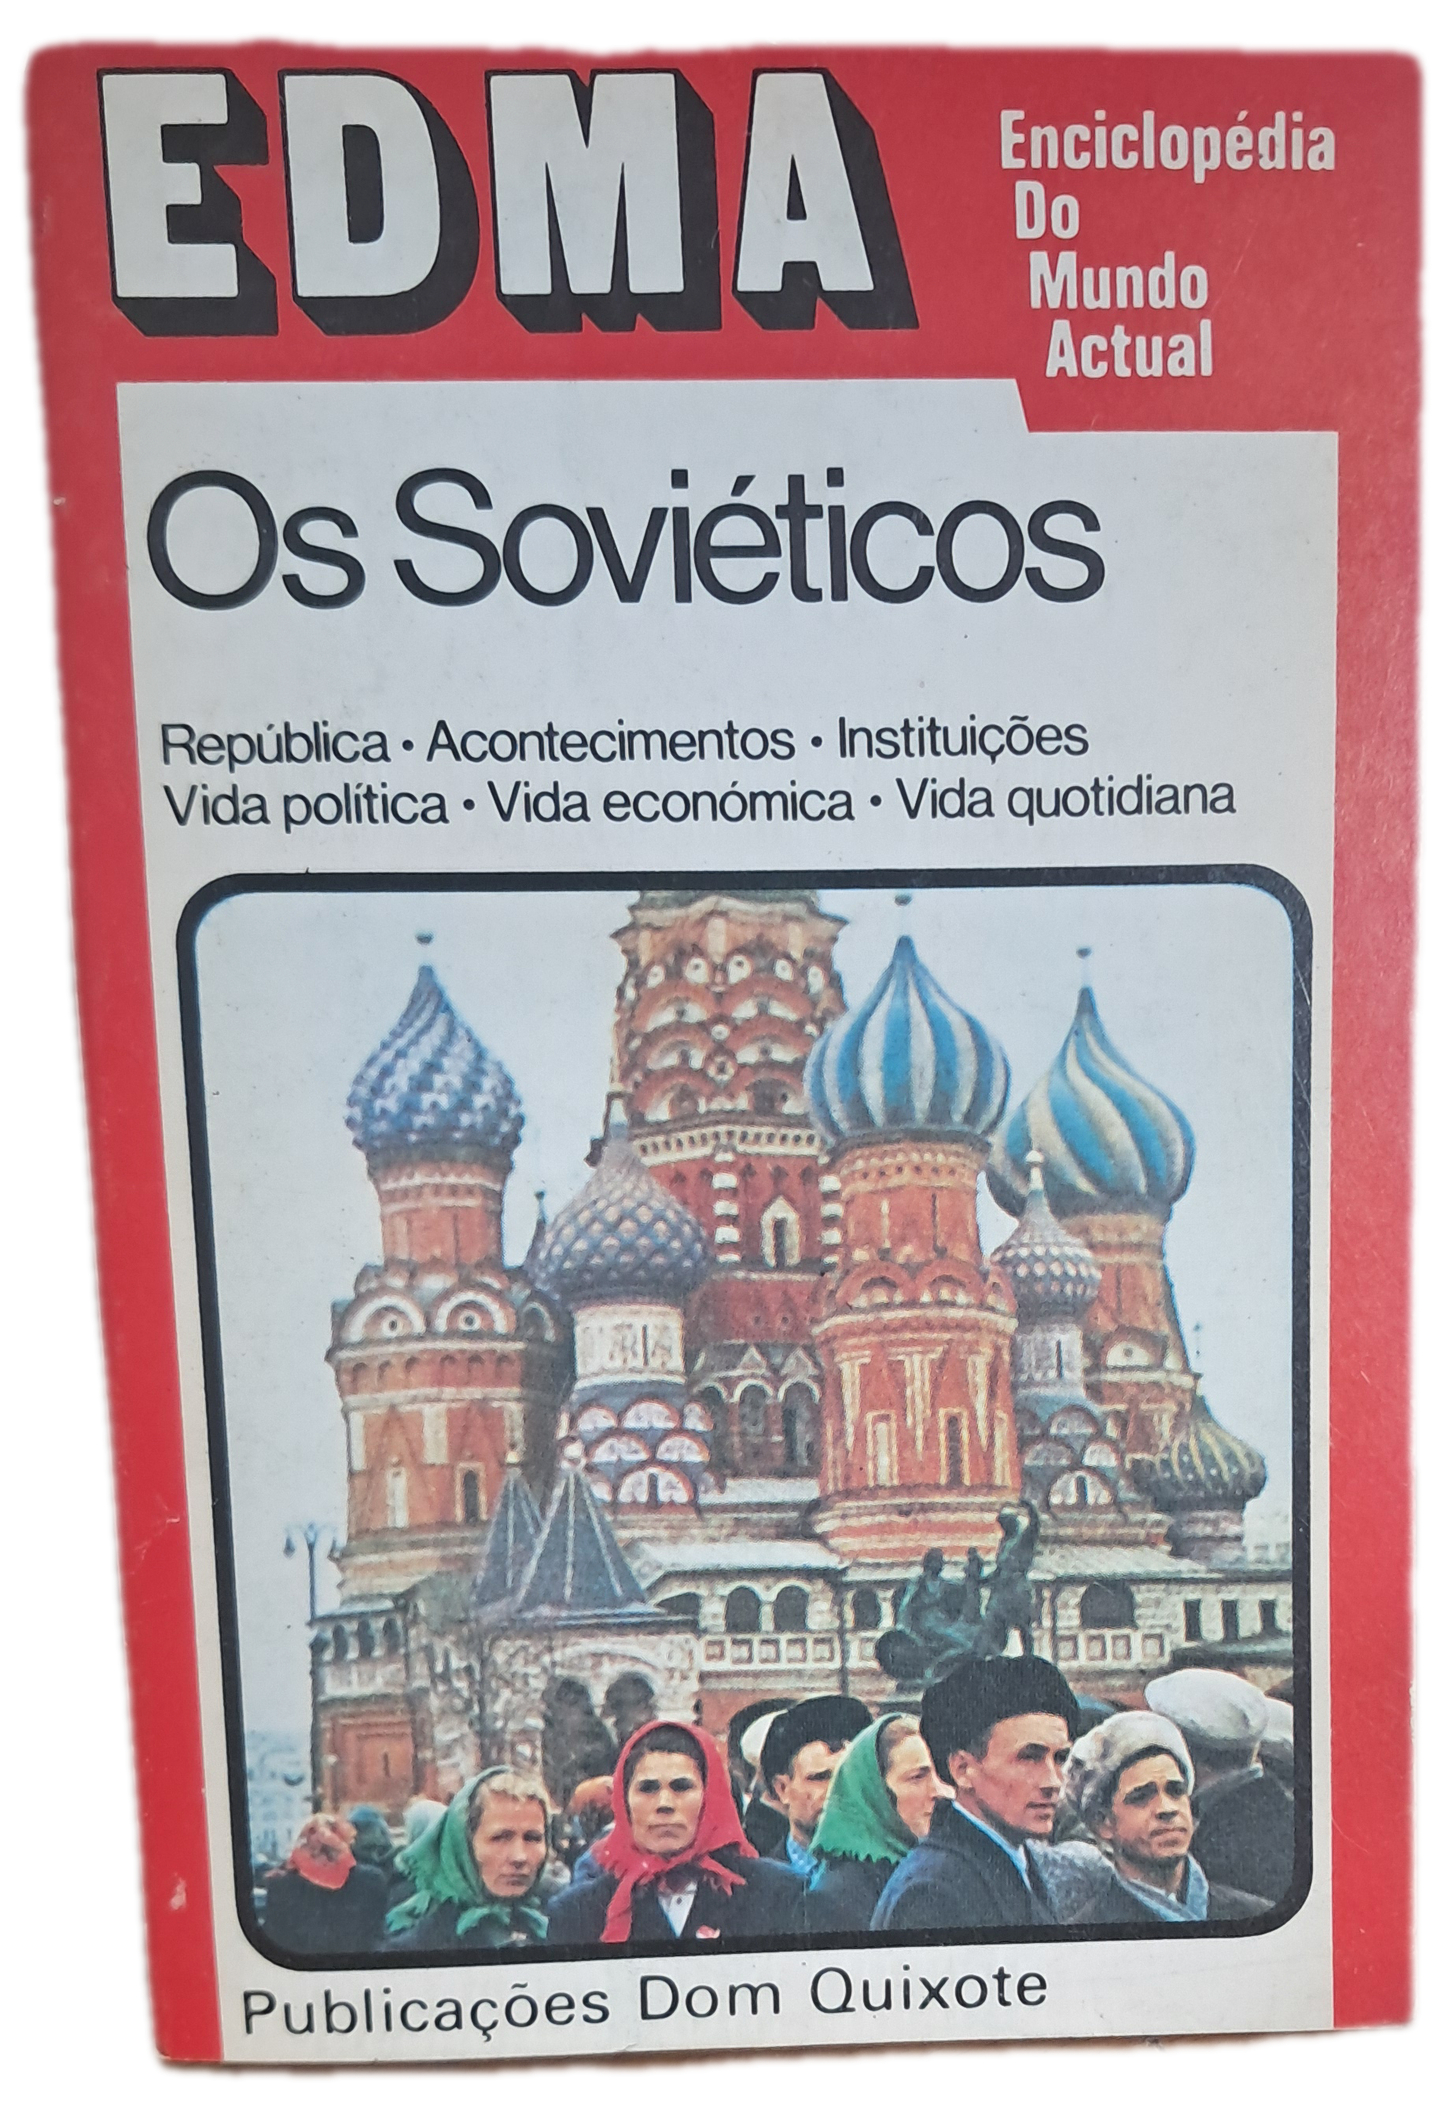 EDMA
Enciclopédia
Do
Mundo
Actual
Os Soviéticos
República • Acontecimentos • Instituições
Vida política • Vida económica • Vida quotidiana
Publicações Dom Quixote